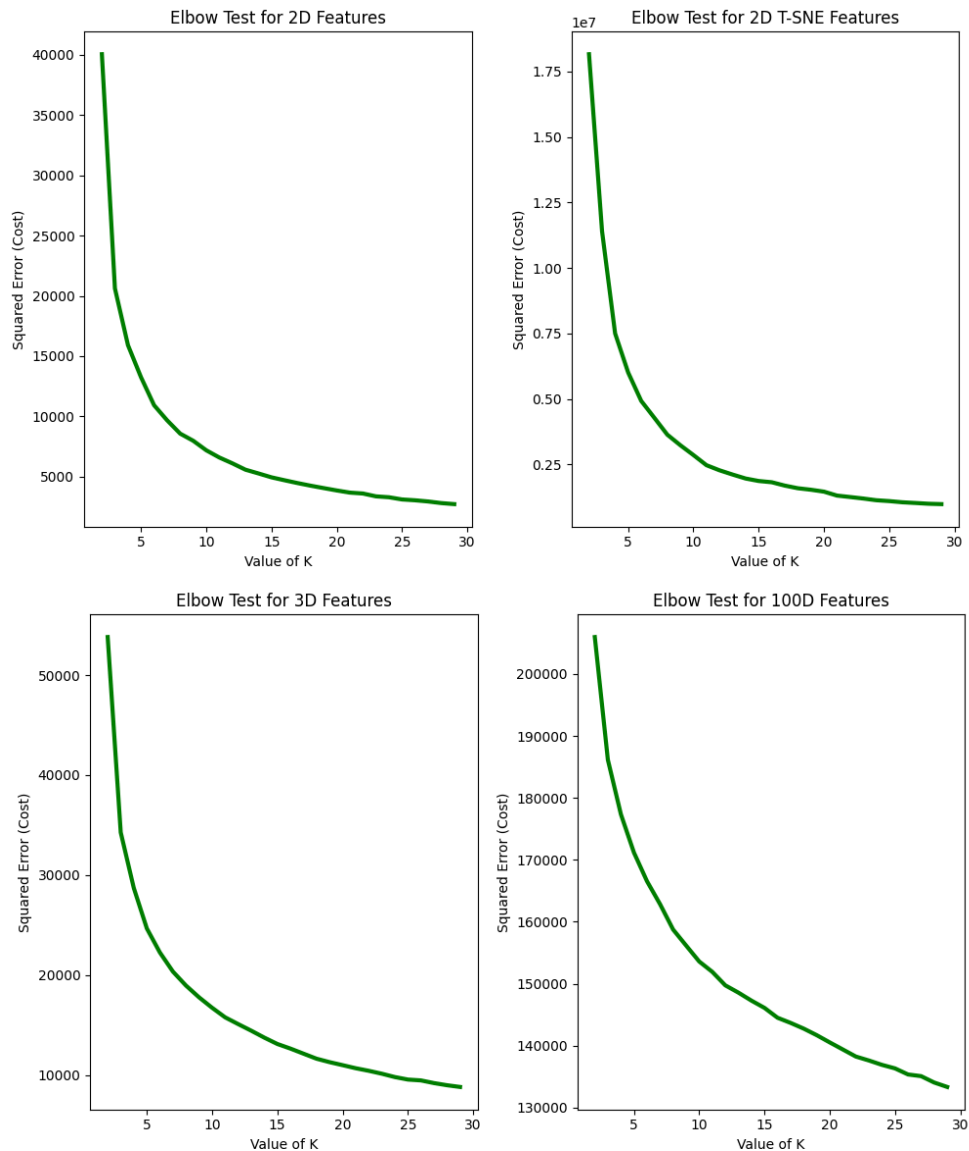 Elbow Test for 2D Features
40000
35000
30000
25000
20000
15000
10000
5000
Squared Error (Cost)
5 10 15 20 25 30
Value of K
Elbow Test for 2D T-SNE Features
1e7
1.75
1.50
1.25
1.00
0.75
0.50
0.25
Squared Error (Cost)
5 10 15 20 25 30
Value of K
Elbow Test for 3D Features
50000
40000
30000
20000
10000
Squared Error (Cost)
5 10 15 20 25 30
Value of K
Elbow Test for 100D Features
200000
190000
180000
170000
160000
150000
140000
130000
Squared Error (Cost)
5 10 15 20 25 30
Value of K